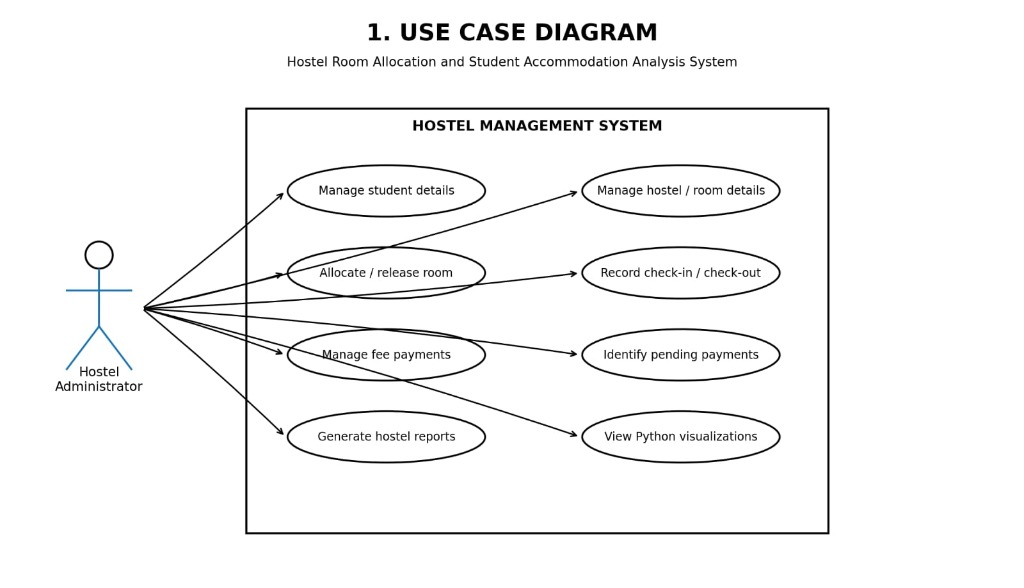 1. USE CASE DIAGRAM
Hostel Room Allocation and Student Accommodation Analysis System
HOSTEL MANAGEMENT SYSTEM
Manage student details
Manage hostel / room details
Allocate / release room
Record check-in / check-out
Manage fee payments
Identify pending payments
Generate hostel reports
View Python visualizations
Hostel
Administrator